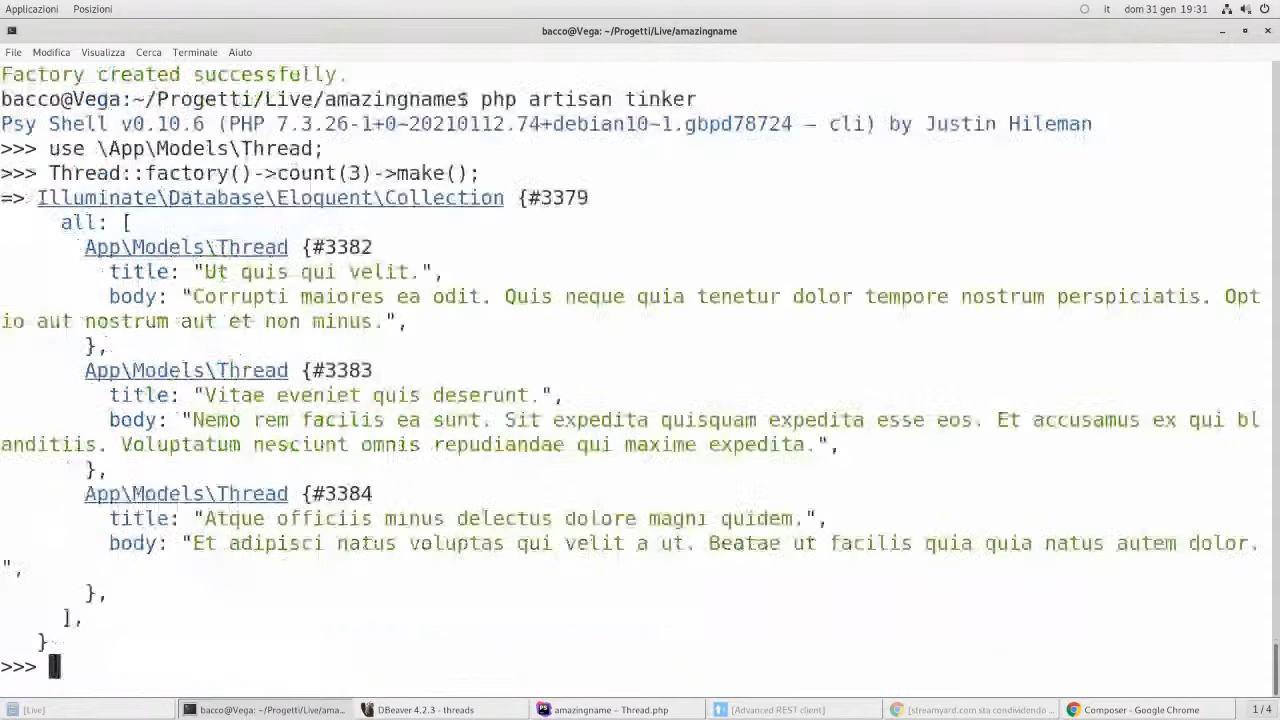 Applicazioni Posizioni it dom 31 gen 19:31
bacco@Vega: ~/Progetti/Live/amazingname
File Modifica Visualizza Cerca Terminale Aiuto
Factory created successfully.
bacco@Vega:~/Progetti/Live/amazingname$ php artisan tinker
Psy Shell v0.10.6 (PHP 7.3.26-1+0~20210112.74+debian10~1.gbpd78724 — cli) by Justin Hileman
>>> use \App\Models\Thread;
>>> Thread::factory()->count(3)->make();
=> Illuminate\Database\Eloquent\Collection {#3379
all: [
App\Models\Thread {#3382
title: "Ut quis qui velit.",
body: "Corrupti maiores ea odit. Quis neque quia tenetur dolor tempore nostrum perspiciatis. Opt
io aut nostrum aut et non minus.",
},
App\Models\Thread {#3383
title: "Vitae eveniet quis deserunt.",
body: "Nemo rem facilis ea sunt. Sit expedita quisquam expedita esse eos. Et accusamus ex qui bl
anditiis. Voluptatum nesciunt omnis repudiandae qui maxime expedita.",
},
App\Models\Thread {#3384
title: "Atque officiis minus delectus dolore magni quidem.",
body: "Et adipisci natus voluptas qui velit a ut. Beatae ut facilis quia quia natus autem dolor.
",
},
],
}
>>>
[Live] bacco@Vega: ~/Progetti/Live/ama... DBeaver 4.2.3 - threads amazingname – Thread.php [Advanced REST client] [streamyard.com sta condividendo ... Composer - Google Chrome 1 / 4